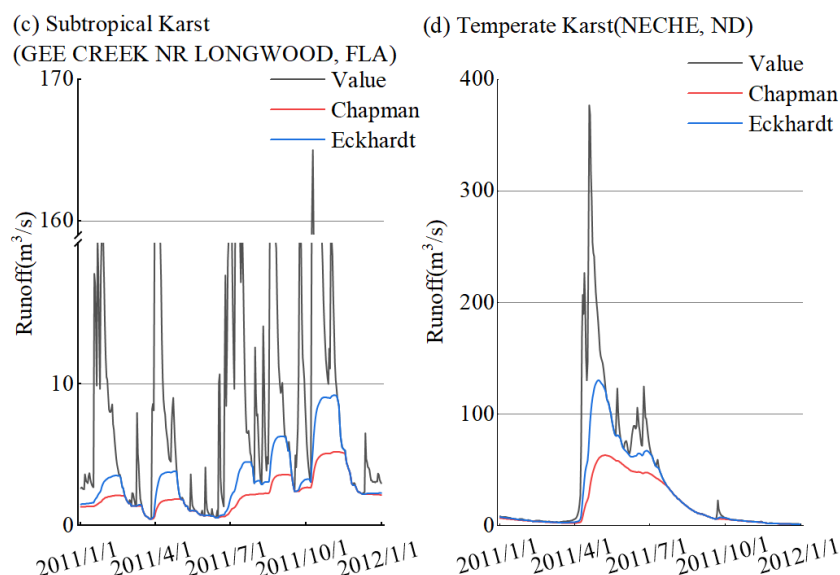 (c) Subtropical Karst
(GEE CREEK NR LONGWOOD, FLA)
170
Value
Chapman
Eckhardt
160
Runoff(m³/s)
10
0
2011/1/1
2011/4/1
2011/7/1
2011/10/1
2012/1/1
(d) Temperate Karst(NECHE, ND)
400
Value
Chapman
Eckhardt
300
Runoff(m³/s)
200
100
0
2011/1/1
2011/4/1
2011/7/1
2011/10/1
2012/1/1